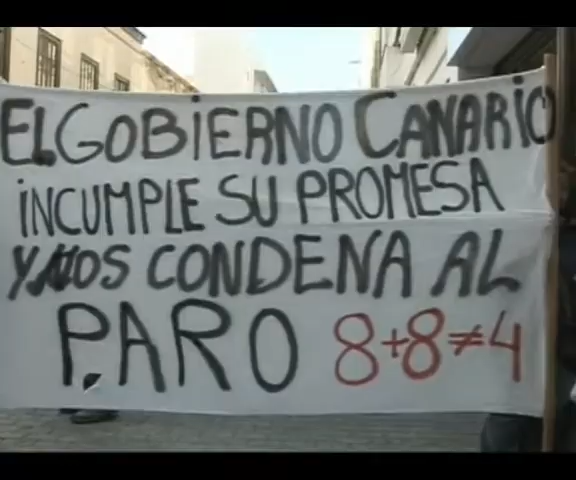 EL GOBIERNO CANARIO
INCUMPLE SU PROMESA
Y NOS CONDENA AL
PARO 8+8≠4